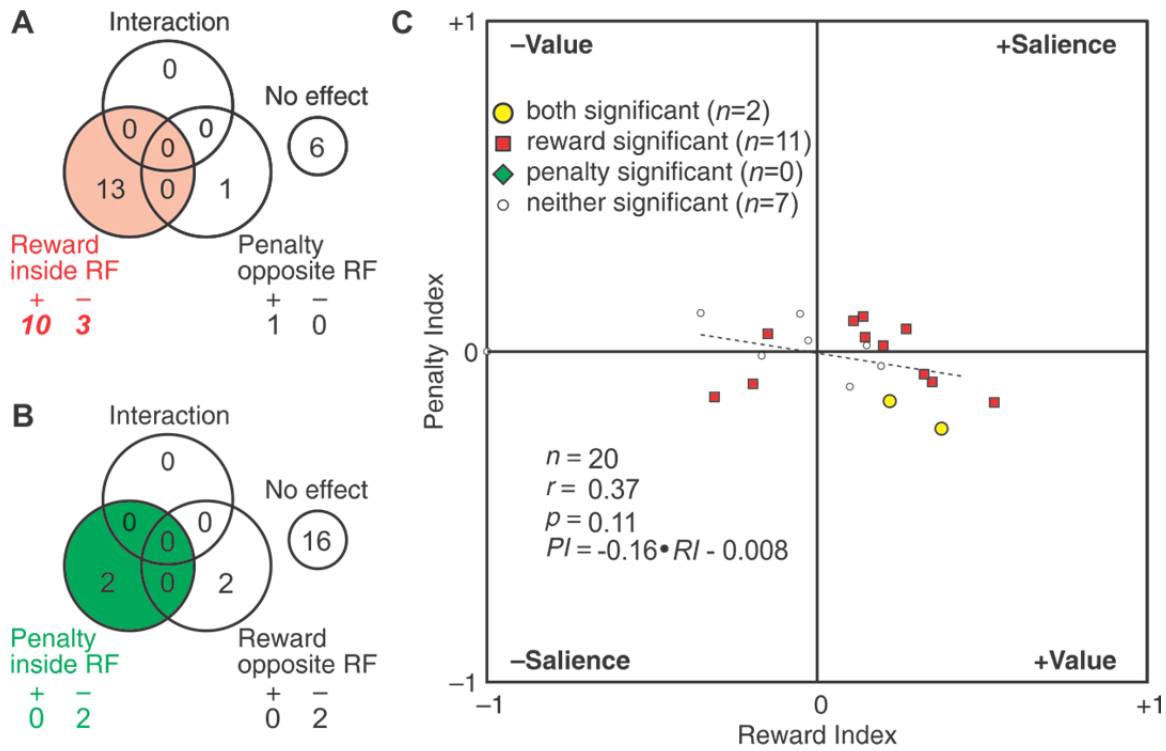 A
Interaction
0
No effect
0
0
0
6
13
0
1
Reward
inside RF
+ −
10 3
Penalty
opposite RF
+ −
1 0
B
Interaction
0
No effect
0
0
0
16
2
0
2
Penalty
inside RF
+ −
0 2
Reward
opposite RF
+ −
0 2
C
+1
−Value
+Salience
both significant (n=2)
reward significant (n=11)
penalty significant (n=0)
neither significant (n=7)
Penalty Index
0
n = 20
r = 0.37
p = 0.11
PI = -0.16•RI - 0.008
−Salience
+Value
−1
−1
0
+1
Reward Index